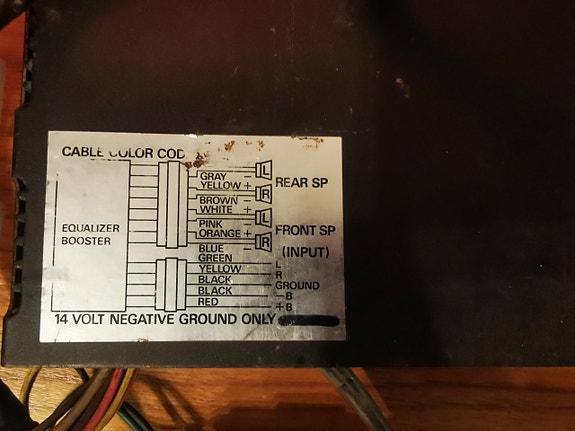 CABLE COLOR COD
GRAY
L
YELLOW +
REAR SP
R
BROWN -
WHITE +
L
EQUALIZER
BOOSTER
PINK -
FRONT SP
ORANGE +
R
BLUE -
(INPUT)
GREEN L
YELLOW R
BLACK GROUND
BLACK - B
RED + B
14 VOLT NEGATIVE GROUND ONLY